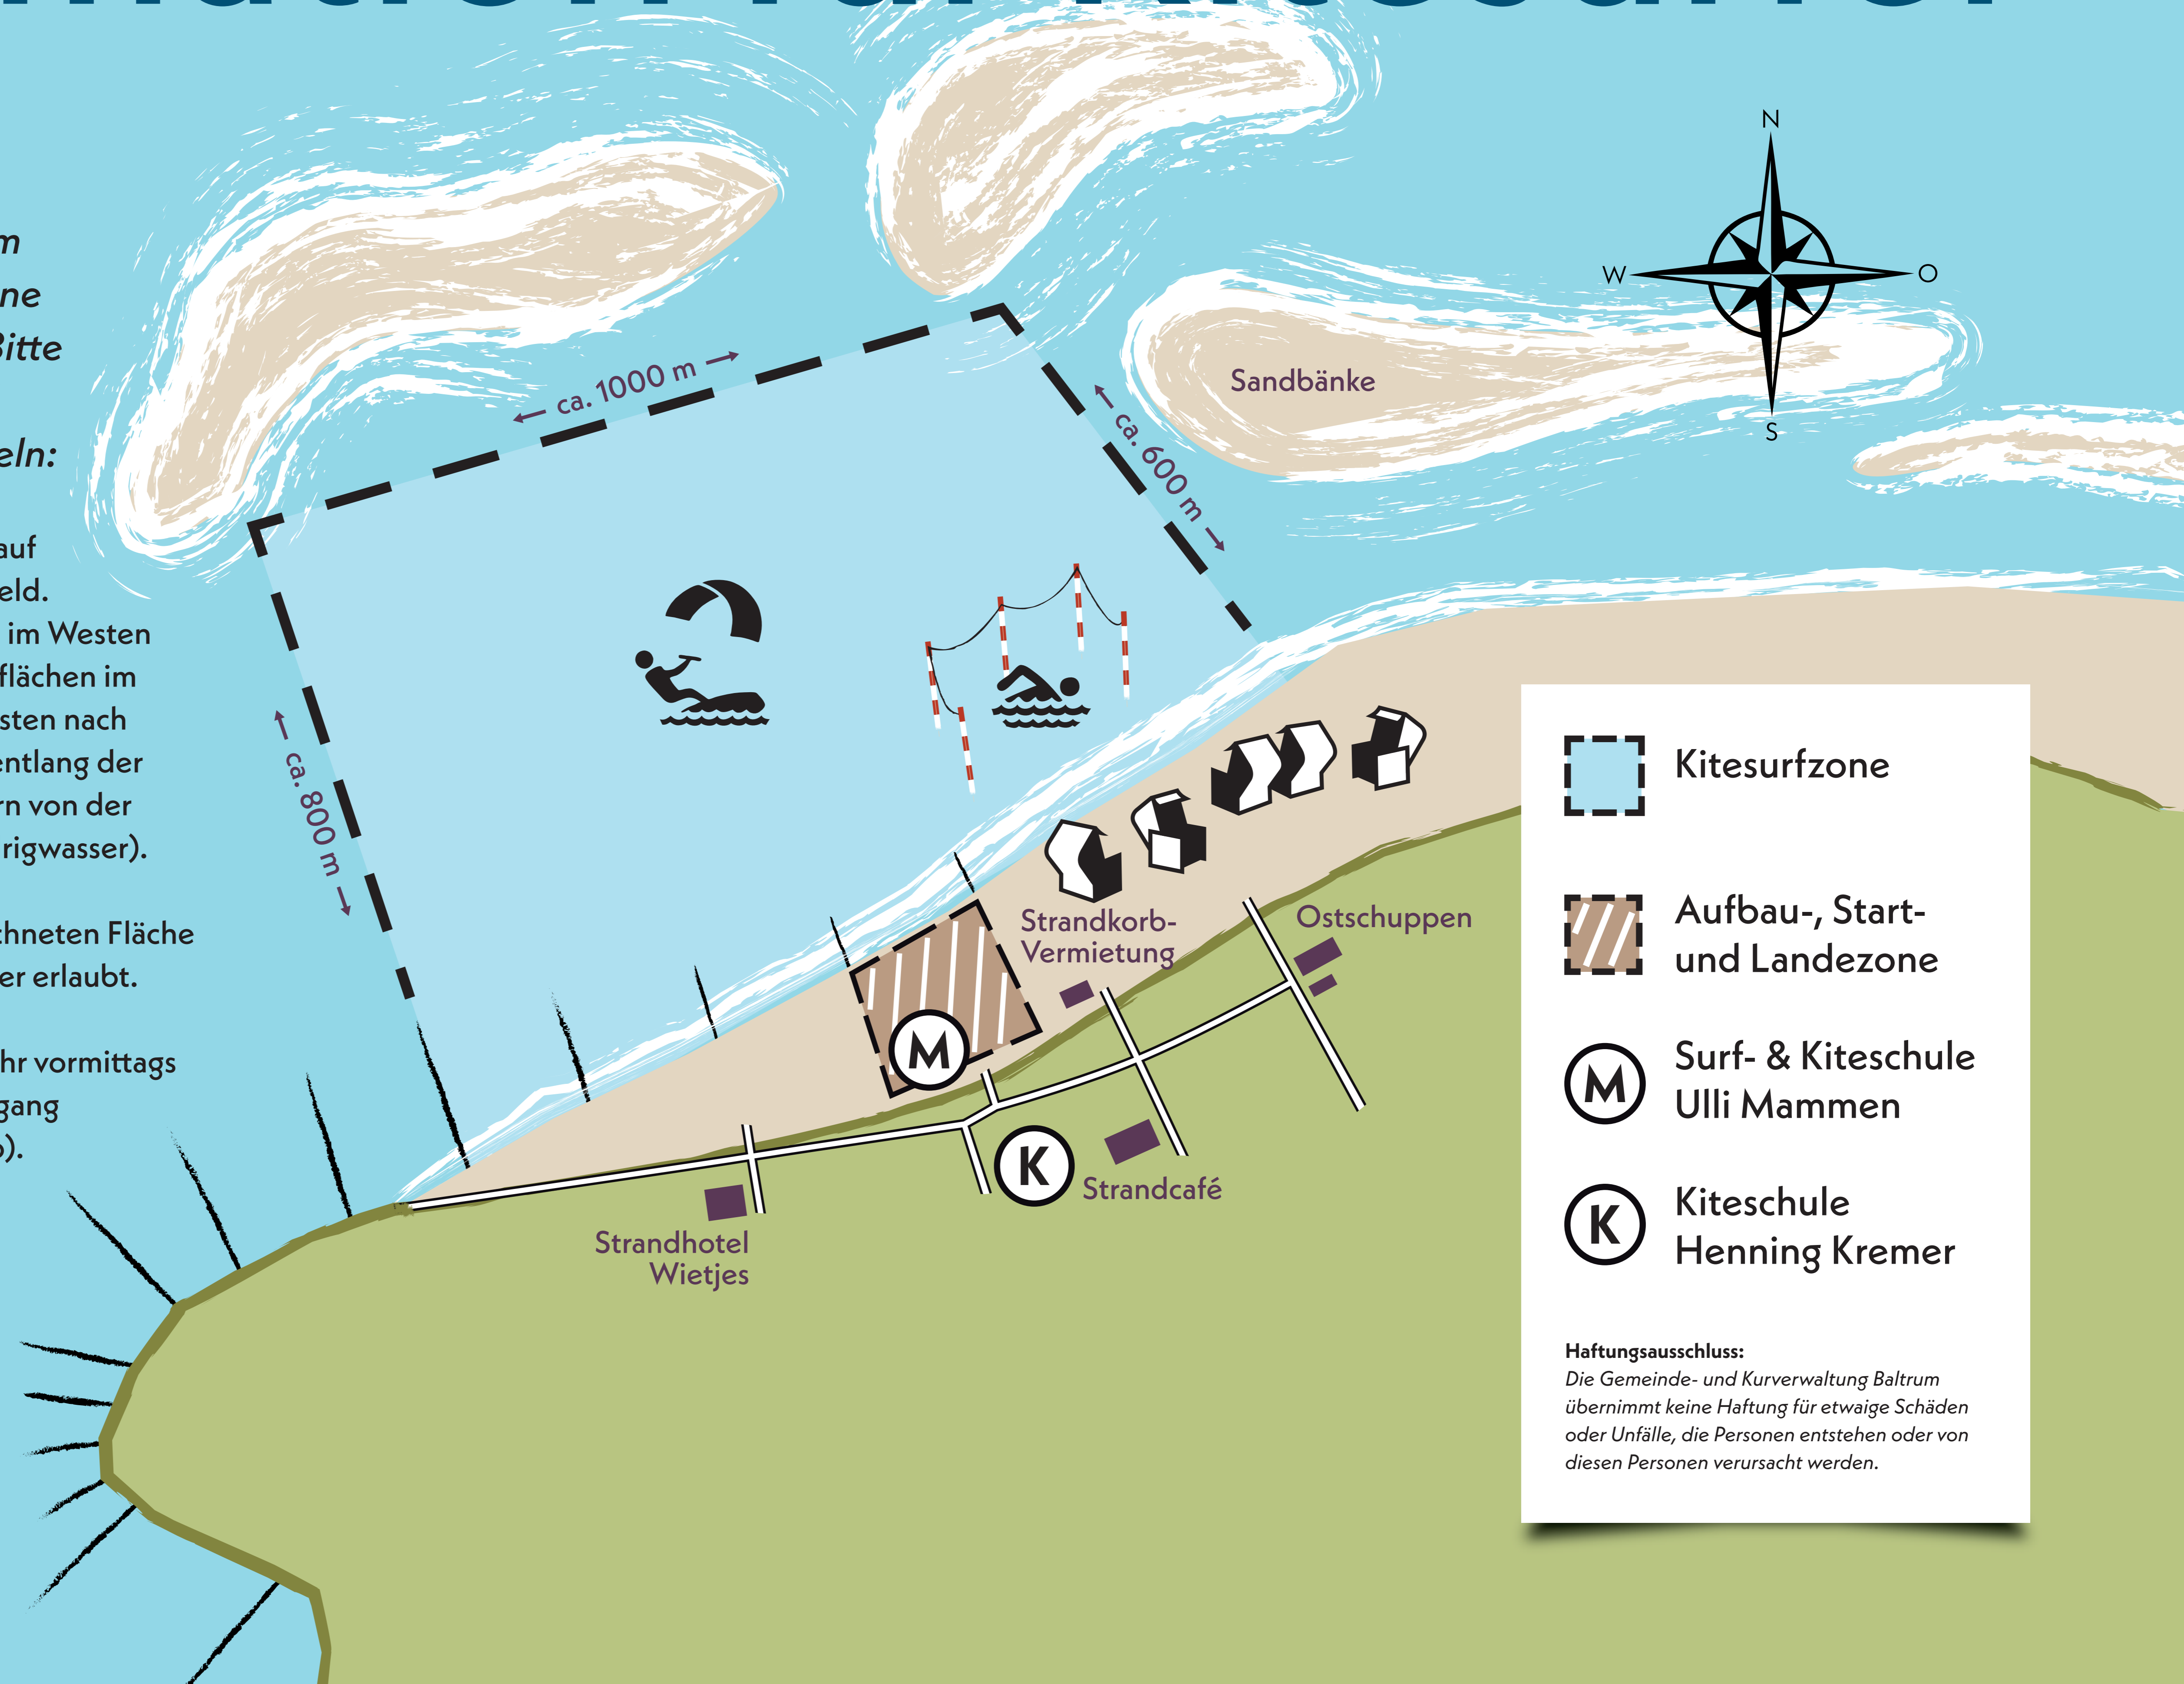 m
ne
Bitte
eln:
auf
eld.
im Westen
flächen im
sten nach
entlang der
rn von der
rigwasser).
chneten Fläche
er erlaubt.
hr vormittags
gang
).
ca. 1000 m
ca. 600 m
ca. 800 m
Sandbänke
N
W
O
S
Strandkorb-
Vermietung
Ostschuppen
M
K
Strandcafé
Strandhotel
Wietjes
Kitesurfzone
Aufbau-, Start-
und Landezone
M
Surf- & Kiteschule
Ulli Mammen
K
Kiteschule
Henning Kremer
Haftungsausschluss:
Die Gemeinde- und Kurverwaltung Baltrum
übernimmt keine Haftung für etwaige Schäden
oder Unfälle, die Personen entstehen oder von
diesen Personen verursacht werden.